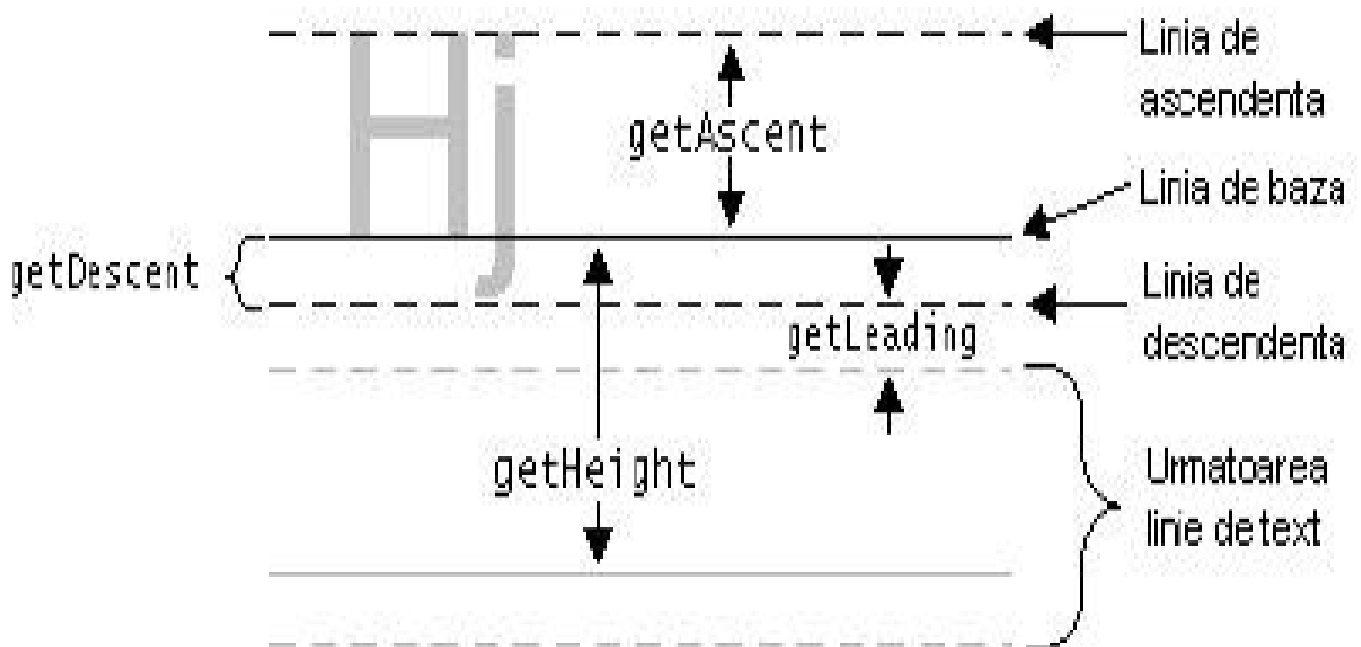 Hj
Linia de
ascendenta
getAscent
Linia de baza
getDescent
Linia de
descendenta
getLeading
getHeight
Urmatoarea
linie de text